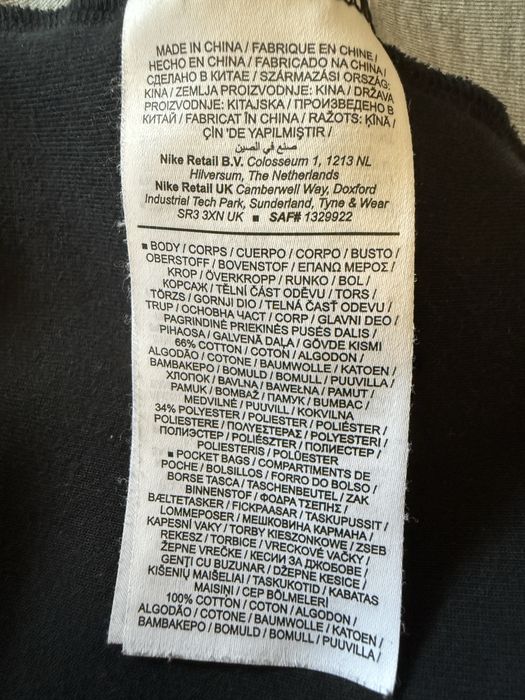 MADE IN CHINA / FABRIQUE EN CHINE /
HECHO EN CHINA / FABRICADO NA CHINA /
СДЕЛАНО В КИТАЕ / SZÁRMAZÁSI ORSZÁG:
KINA / ZEMLJA PROIZVODNJE: KINA / DRŽAVA
PROIZVODNJE: KITAJSKA / ПРОИЗВЕДЕНО В
КИТАЙ / FABRICAT ÎN CHINA / RAŽOTS: ĶĪNĀ /
ÇİN 'DE YAPILMIŞTIR /
صنع في الصين
Nike Retail B.V. Colosseum 1, 1213 NL
Hilversum, The Netherlands
Nike Retail UK Camberwell Way, Doxford
Industrial Tech Park, Sunderland, Tyne & Wear
SR3 3XN UK ■ SAF# 1329922
■ BODY / CORPS / CUERPO / CORPO / BUSTO /
OBERSTOFF / BOVENSTOF / ΕΠΑΝΩ ΜΕΡΟΣ /
KROP / ÖVERKROPP / RUNKO / BOL /
КОРСАЖ / TĚLNÍ ČÁST ODĚVU / TORS /
TÖRZS / GORNJI DIO / TELNÁ ČASŤ ODEVU /
TRUP / ОСНОВНА ЧАСТ / CORP / GLAVNI DEO /
PAGRINDINĖ PRIEKINĖS PUSĖS DALIS /
PIHAOSA / GALVENĀ DAĻA / GÖVDE KISMI
66% COTTON / COTON / ALGODON /
ALGODÃO / COTONE / BAUMWOLLE / KATOEN /
ΒΑΜΒΑΚΕΡΟ / BOMULD / BOMULL / PUUVILLA /
ХЛОПОК / BAVLNA / BAWEŁNA / PAMUT /
PAMUK / BOMBAŽ / ПАМУК / BUMBAC /
MEDVILNĖ / PUUVILL / KOKVILNA
34% POLYESTER / POLIESTER / POLIÉSTER /
POLIESTERE / ΠΟΛΥΕΣΤΕΡΑΣ / POLYESTERI /
ПОЛИЭСТЕР / POLIÉSZTER / ПОЛИЕСТЕР /
POLIESTERIS / POLÜESTER
■ POCKET BAGS / COMPARTIMENTS DE
POCHE / BOLSILLOS / FORRO DO BOLSO /
BORSE TASCA / TASCHENBEUTEL / ZAK
BINNENSTOF / ΦΟΔΡΑ ΤΣΕΠΗΣ /
BÆLTETASKER / FICKPÅSAR / TASKUPUSSIT /
LOMMEPOSER / МЕШКОВИНА КАРМАНА /
KAPESNÍ VAKY / TORBY KIESZONKOWE / ZSEB
REKESZ / TORBICE / VRECKOVÉ VAČKY /
ŽEPNE VREČKE / КЕСИИ ЗА ДЖОБОВЕ /
GENȚI CU BUZUNAR / DŽEPNE KESICE /
KIŠENIŲ MAIŠELIAI / TASKUKOTID / KABATAS
MAISIŅI / CEP BÖLMELERİ
100% COTTON / COTON / ALGODON /
ALGODÃO / COTONE / BAUMWOLLE / KATOEN /
ΒΑΜΒΑΚΕΡΟ / BOMULD / BOMULL / PUUVILLA /